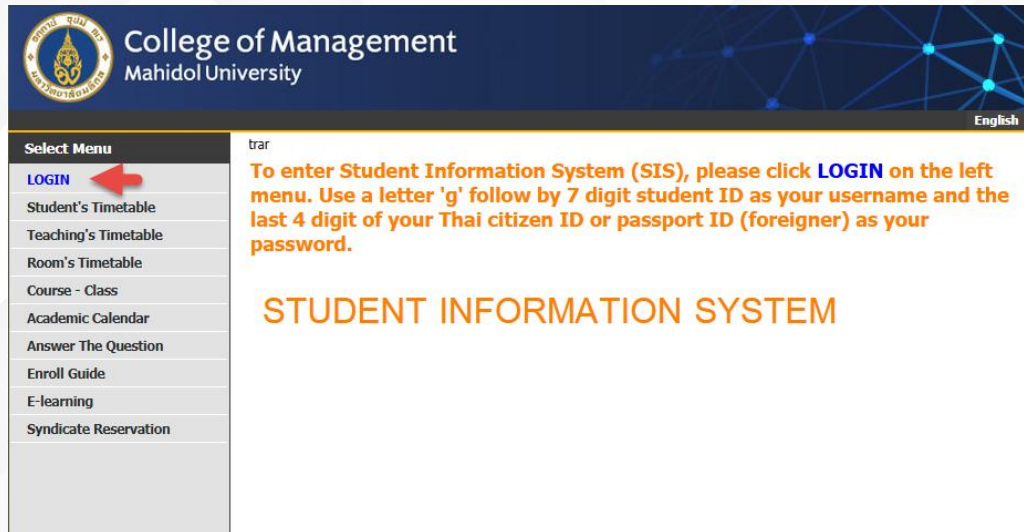 College of Management
Mahidol University
English
Select Menu
trar
LOGIN
To enter Student Information System (SIS), please click LOGIN on the left
menu. Use a letter 'g' follow by 7 digit student ID as your username and the
last 4 digit of your Thai citizen ID or passport ID (foreigner) as your
password.
Student's Timetable
Teaching's Timetable
Room's Timetable
Course - Class
Academic Calendar
Answer The Question
Enroll Guide
E-learning
Syndicate Reservation
STUDENT INFORMATION SYSTEM